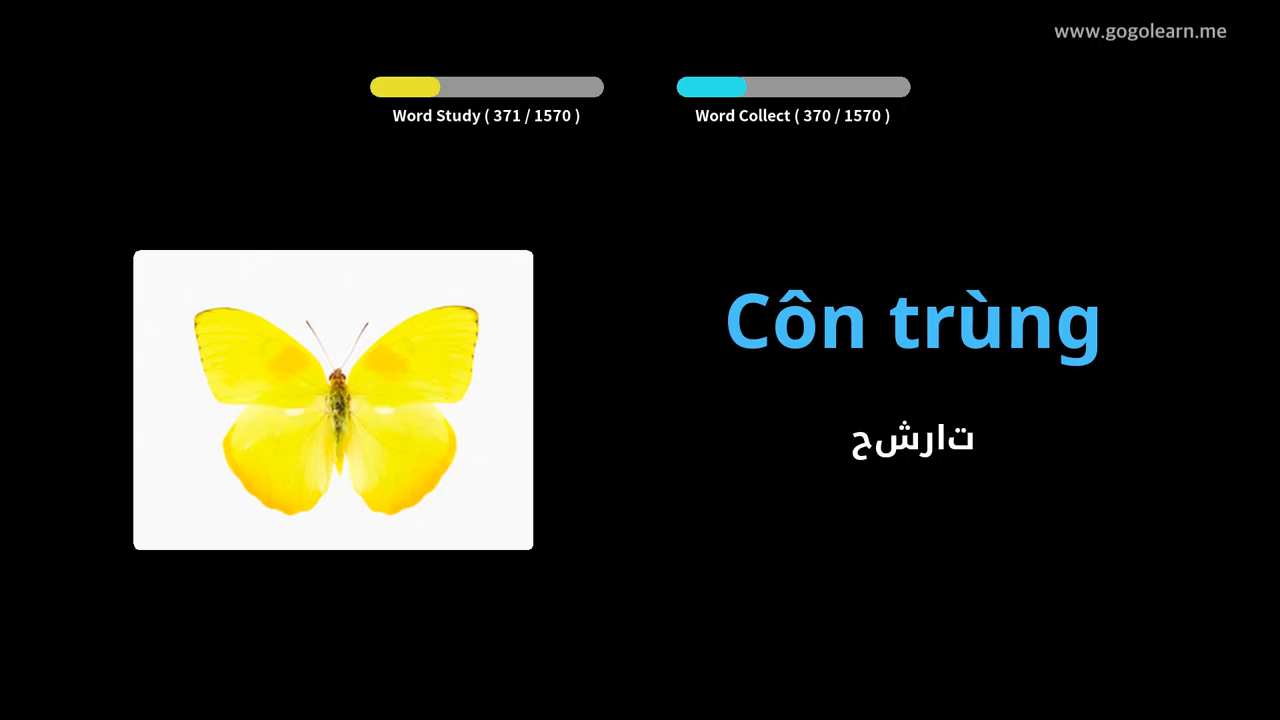 www.gogolearn.me
Word Study ( 371 / 1570 )
Word Collect ( 370 / 1570 )
Côn trùng
تارشح